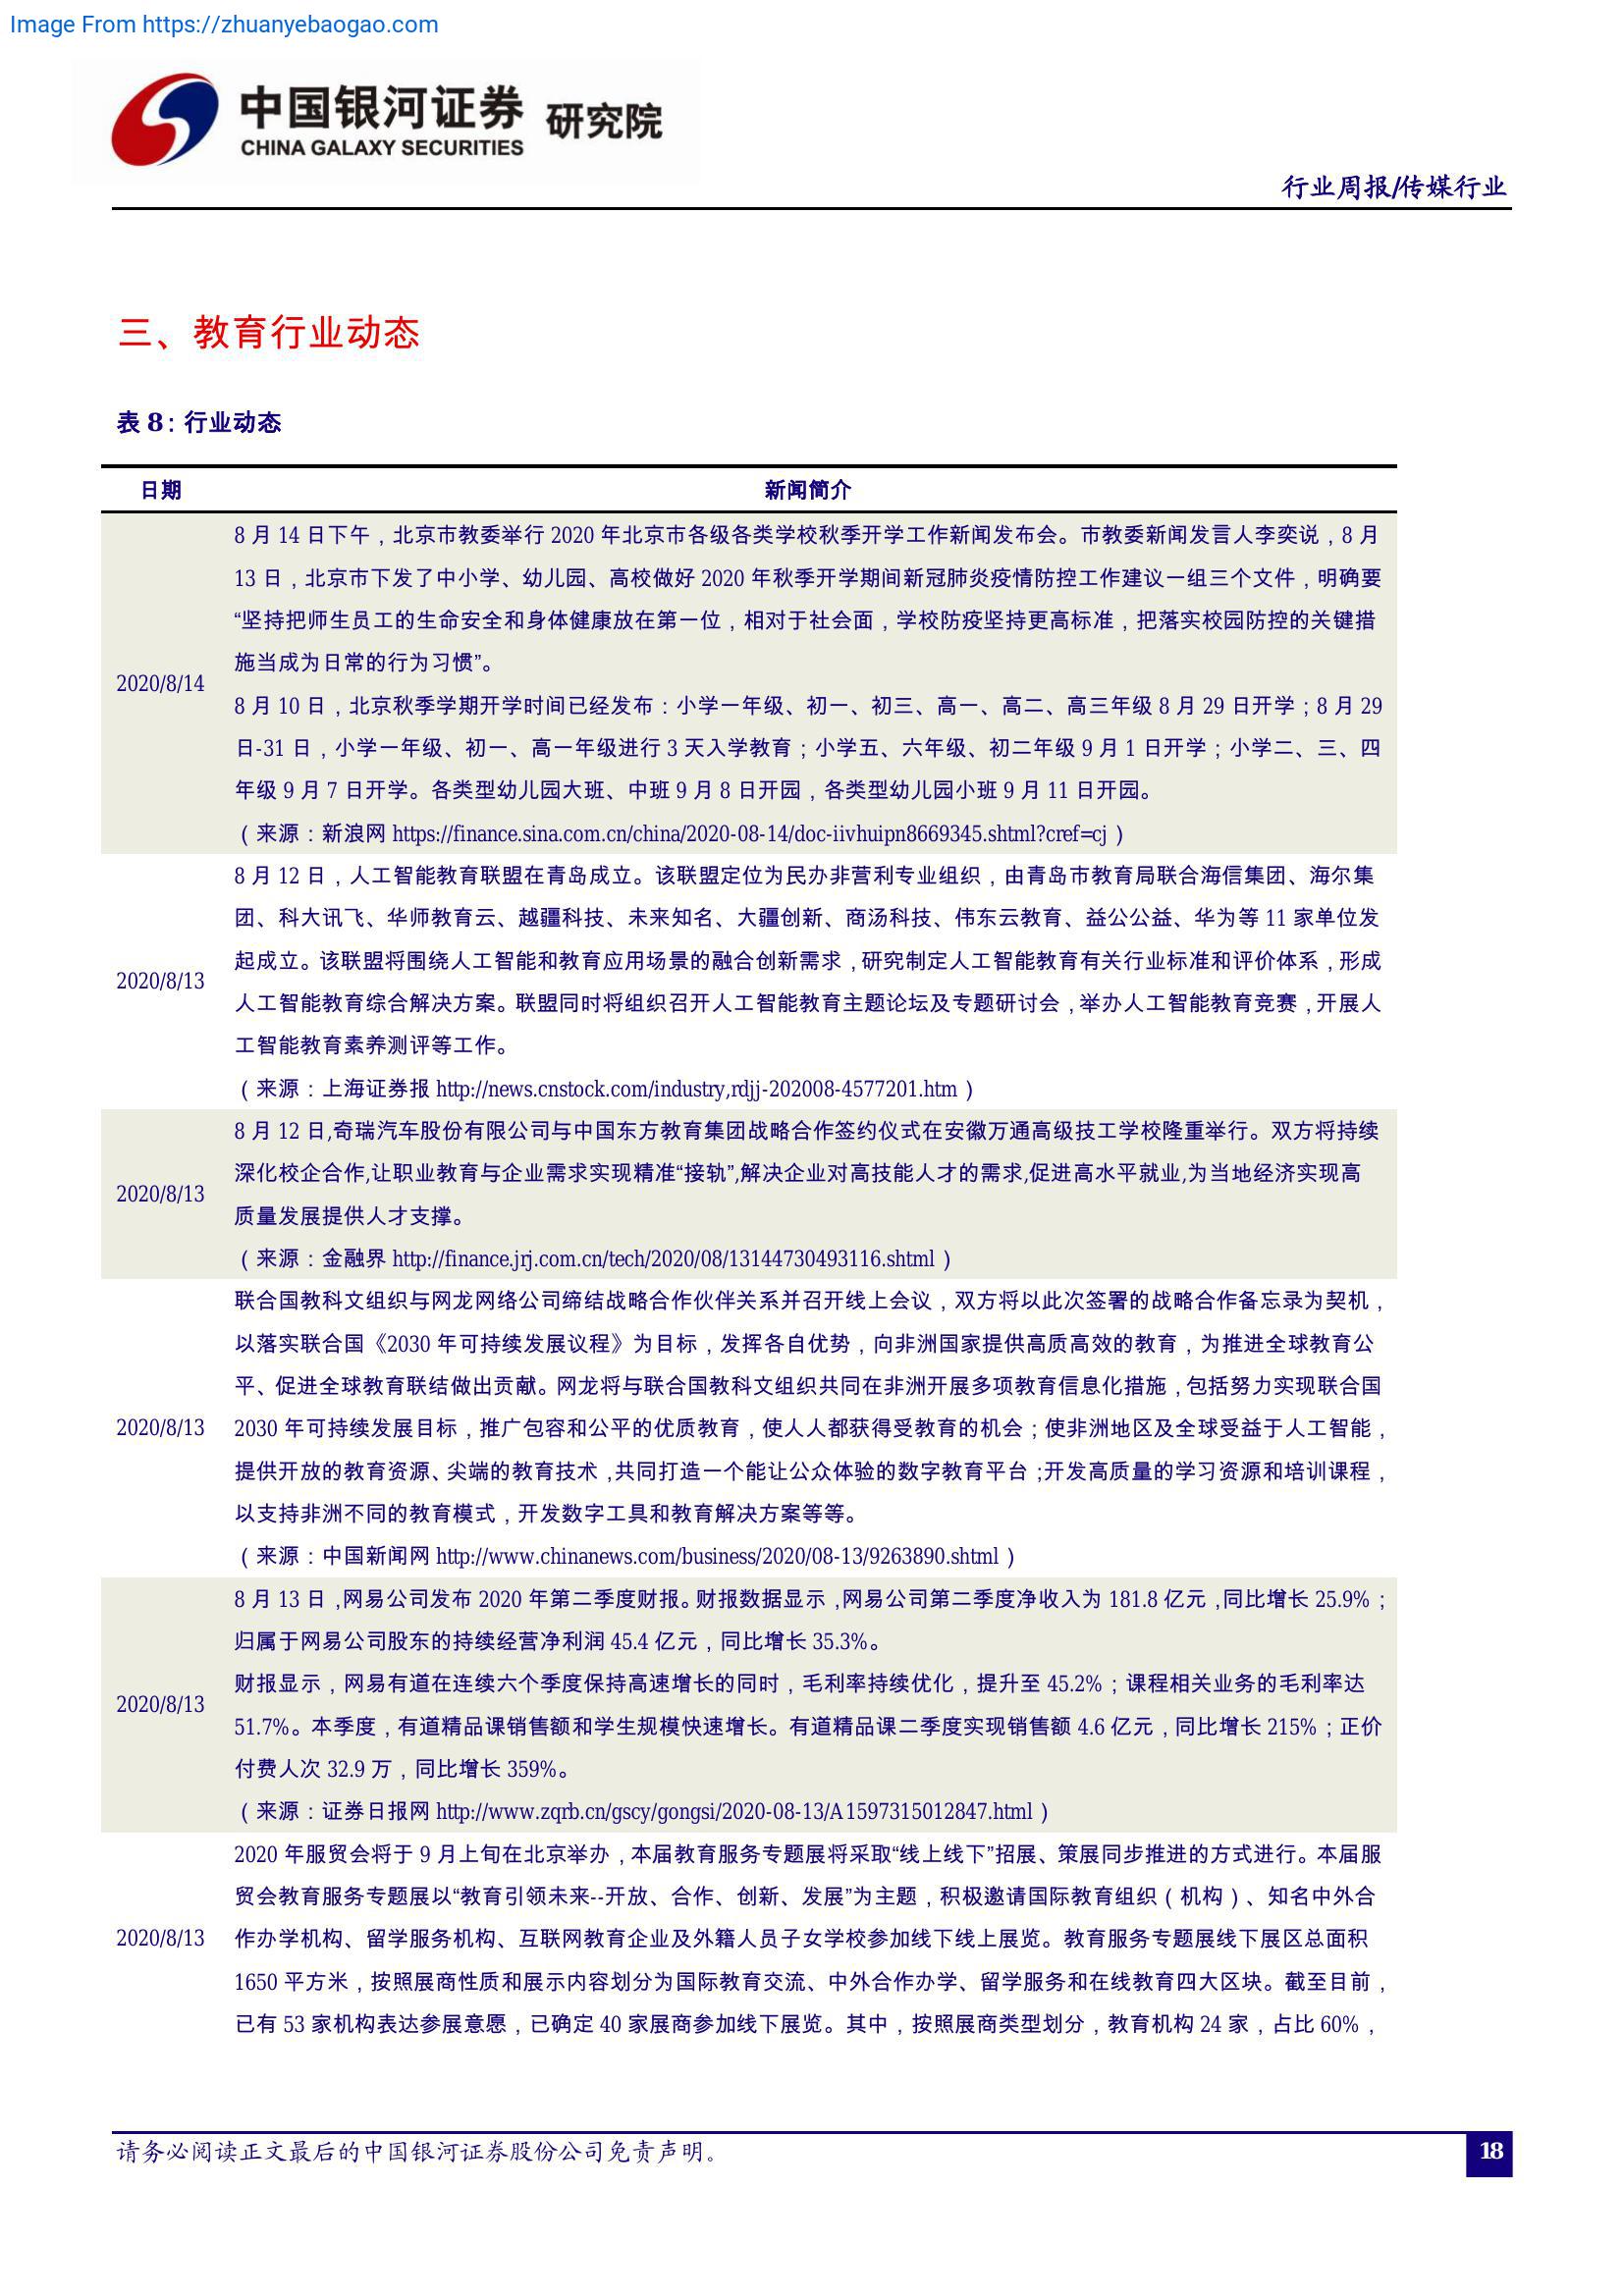 Image From https://zhuanyebaogao.com
中国银河证券 研究院
CHINA GALAXY SECURITIES
行业周报/传媒行业
三、教育行业动态
表 8：行业动态
日期 新闻简介
8 月 14 日下午，北京市教委举行 2020 年北京市各级各类学校秋季开学工作新闻发布会。市教委新闻发言人李奕说，8 月
13 日，北京市下发了中小学、幼儿园、高校做好 2020 年秋季开学期间新冠肺炎疫情防控工作建议一组三个文件，明确要
“坚持把师生员工的生命安全和身体健康放在第一位，相对于社会面，学校防疫坚持更高标准，把落实校园防控的关键措
施当成为日常的行为习惯”。
2020/8/14
8 月 10 日，北京秋季学期开学时间已经发布：小学一年级、初一、初三、高一、高二、高三年级 8 月 29 日开学；8 月 29
日-31 日，小学一年级、初一、高一年级进行 3 天入学教育；小学五、六年级、初二年级 9 月 1 日开学；小学二、三、四
年级 9 月 7 日开学。各类型幼儿园大班、中班 9 月 8 日开园，各类型幼儿园小班 9 月 11 日开园。
（来源：新浪网 https://finance.sina.com.cn/china/2020-08-14/doc-iivhuipn8669345.shtml?cref=cj）
8 月 12 日，人工智能教育联盟在青岛成立。该联盟定位为民办非营利专业组织，由青岛市教育局联合海信集团、海尔集
团、科大讯飞、华师教育云、越疆科技、未来知名、大疆创新、商汤科技、伟东云教育、益公公益、华为等 11 家单位发
起成立。该联盟将围绕人工智能和教育应用场景的融合创新需求，研究制定人工智能教育有关行业标准和评价体系，形成
2020/8/13
人工智能教育综合解决方案。联盟同时将组织召开人工智能教育主题论坛及专题研讨会，举办人工智能教育竞赛，开展人
工智能教育素养测评等工作。
（来源：上海证券报 http://news.cnstock.com/industry,rdjj-202008-4577201.htm）
8 月 12 日,奇瑞汽车股份有限公司与中国东方教育集团战略合作签约仪式在安徽万通高级技工学校隆重举行。双方将持续
深化校企合作,让职业教育与企业需求实现精准“接轨”,解决企业对高技能人才的需求,促进高水平就业,为当地经济实现高
2020/8/13
质量发展提供人才支撑。
（来源：金融界 http://finance.jrj.com.cn/tech/2020/08/13144730493116.shtml）
联合国教科文组织与网龙网络公司缔结战略合作伙伴关系并召开线上会议，双方将以此次签署的战略合作备忘录为契机，
以落实联合国《2030 年可持续发展议程》为目标，发挥各自优势，向非洲国家提供高质高效的教育，为推进全球教育公
平、促进全球教育联结做出贡献。网龙将与联合国教科文组织共同在非洲开展多项教育信息化措施，包括努力实现联合国
2020/8/13 2030 年可持续发展目标，推广包容和公平的优质教育，使人人都获得受教育的机会；使非洲地区及全球受益于人工智能，
提供开放的教育资源、尖端的教育技术，共同打造一个能让公众体验的数字教育平台；开发高质量的学习资源和培训课程，
以支持非洲不同的教育模式，开发数字工具和教育解决方案等等。
（来源：中国新闻网 http://www.chinanews.com/business/2020/08-13/9263890.shtml）
8 月 13 日，网易公司发布 2020 年第二季度财报。财报数据显示，网易公司第二季度净收入为 181.8 亿元，同比增长 25.9%；
归属于网易公司股东的持续经营净利润 45.4 亿元，同比增长 35.3%。
财报显示，网易有道在连续六个季度保持高速增长的同时，毛利率持续优化，提升至 45.2%；课程相关业务的毛利率达
2020/8/13
51.7%。本季度，有道精品课销售额和学生规模快速增长。有道精品课二季度实现销售额 4.6 亿元，同比增长 215%；正价
付费人次 32.9 万，同比增长 359%。
（来源：证券日报网 http://www.zqrb.cn/gscy/gongsi/2020-08-13/A1597315012847.html）
2020 年服贸会将于 9 月上旬在北京举办，本届教育服务专题展将采取“线上线下”招展、策展同步推进的方式进行。本届服
贸会教育服务专题展以“教育引领未来--开放、合作、创新、发展”为主题，积极邀请国际教育组织（机构）、知名中外合
2020/8/13 作办学机构、留学服务机构、互联网教育企业及外籍人员子女学校参加线下线上展览。教育服务专题展线下展区总面积
1650 平方米，按照展商性质和展示内容划分为国际教育交流、中外合作办学、留学服务和在线教育四大区块。截至目前，
已有 53 家机构表达参展意愿，已确定 40 家展商参加线下展览。其中，按照展商类型划分，教育机构 24 家，占比 60%，
请务必阅读正文最后的中国银河证券股份公司免责声明。 18